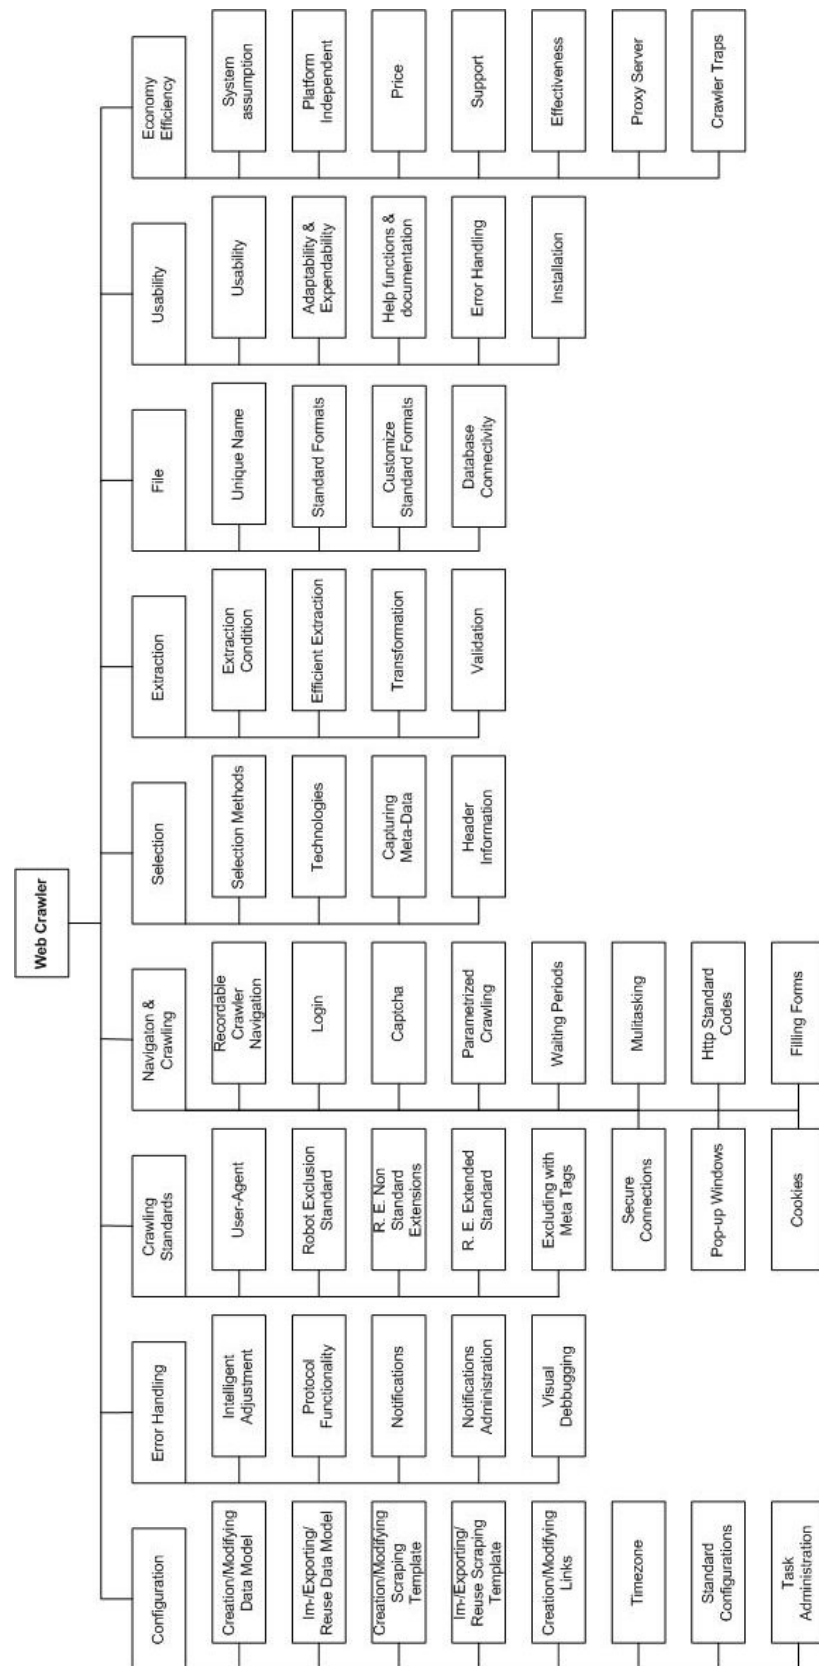 Web Crawler
Configuration
Creation/Modifying
Data Model
Im-/Exporting/
Reuse Data Model
Creation/Modifying
Scraping
Template
Im-/Exporting/
Reuse Scraping
Template
Creation/Modifying
Links
Timezone
Standard
Configurations
Task
Administration
Error Handling
Intelligent
Adjustment
Protocol
Functionality
Notifications
Notifications
Administration
Visual
Debbugging
Crawling
Standards
User-Agent
Robot Exclusion
Standard
R. E. Non
Standard
Extensions
R. E. Extended
Standard
Excluding with
Meta Tags
Navigaton &
Crawling
Recordable
Crawler
Navigation
Login
Captcha
Parametrized
Crawling
Waiting Periods
Mulitasking
Http Standard
Codes
Filling Forms
Secure
Connections
Pop-up Windows
Cookies
Selection
Selection Methods
Technologies
Capturing
Meta-Data
Header
Information
Extraction
Extraction
Condition
Efficient Extraction
Transformation
Validation
File
Unique Name
Standard Formats
Customize
Standard Formats
Database
Connectivity
Usability
Usability
Adaptability &
Expendability
Help functions &
documentation
Error Handling
Installation
Economy
Efficiency
System
assumption
Platform
Independent
Price
Support
Effectiveness
Proxy Server
Crawler Traps